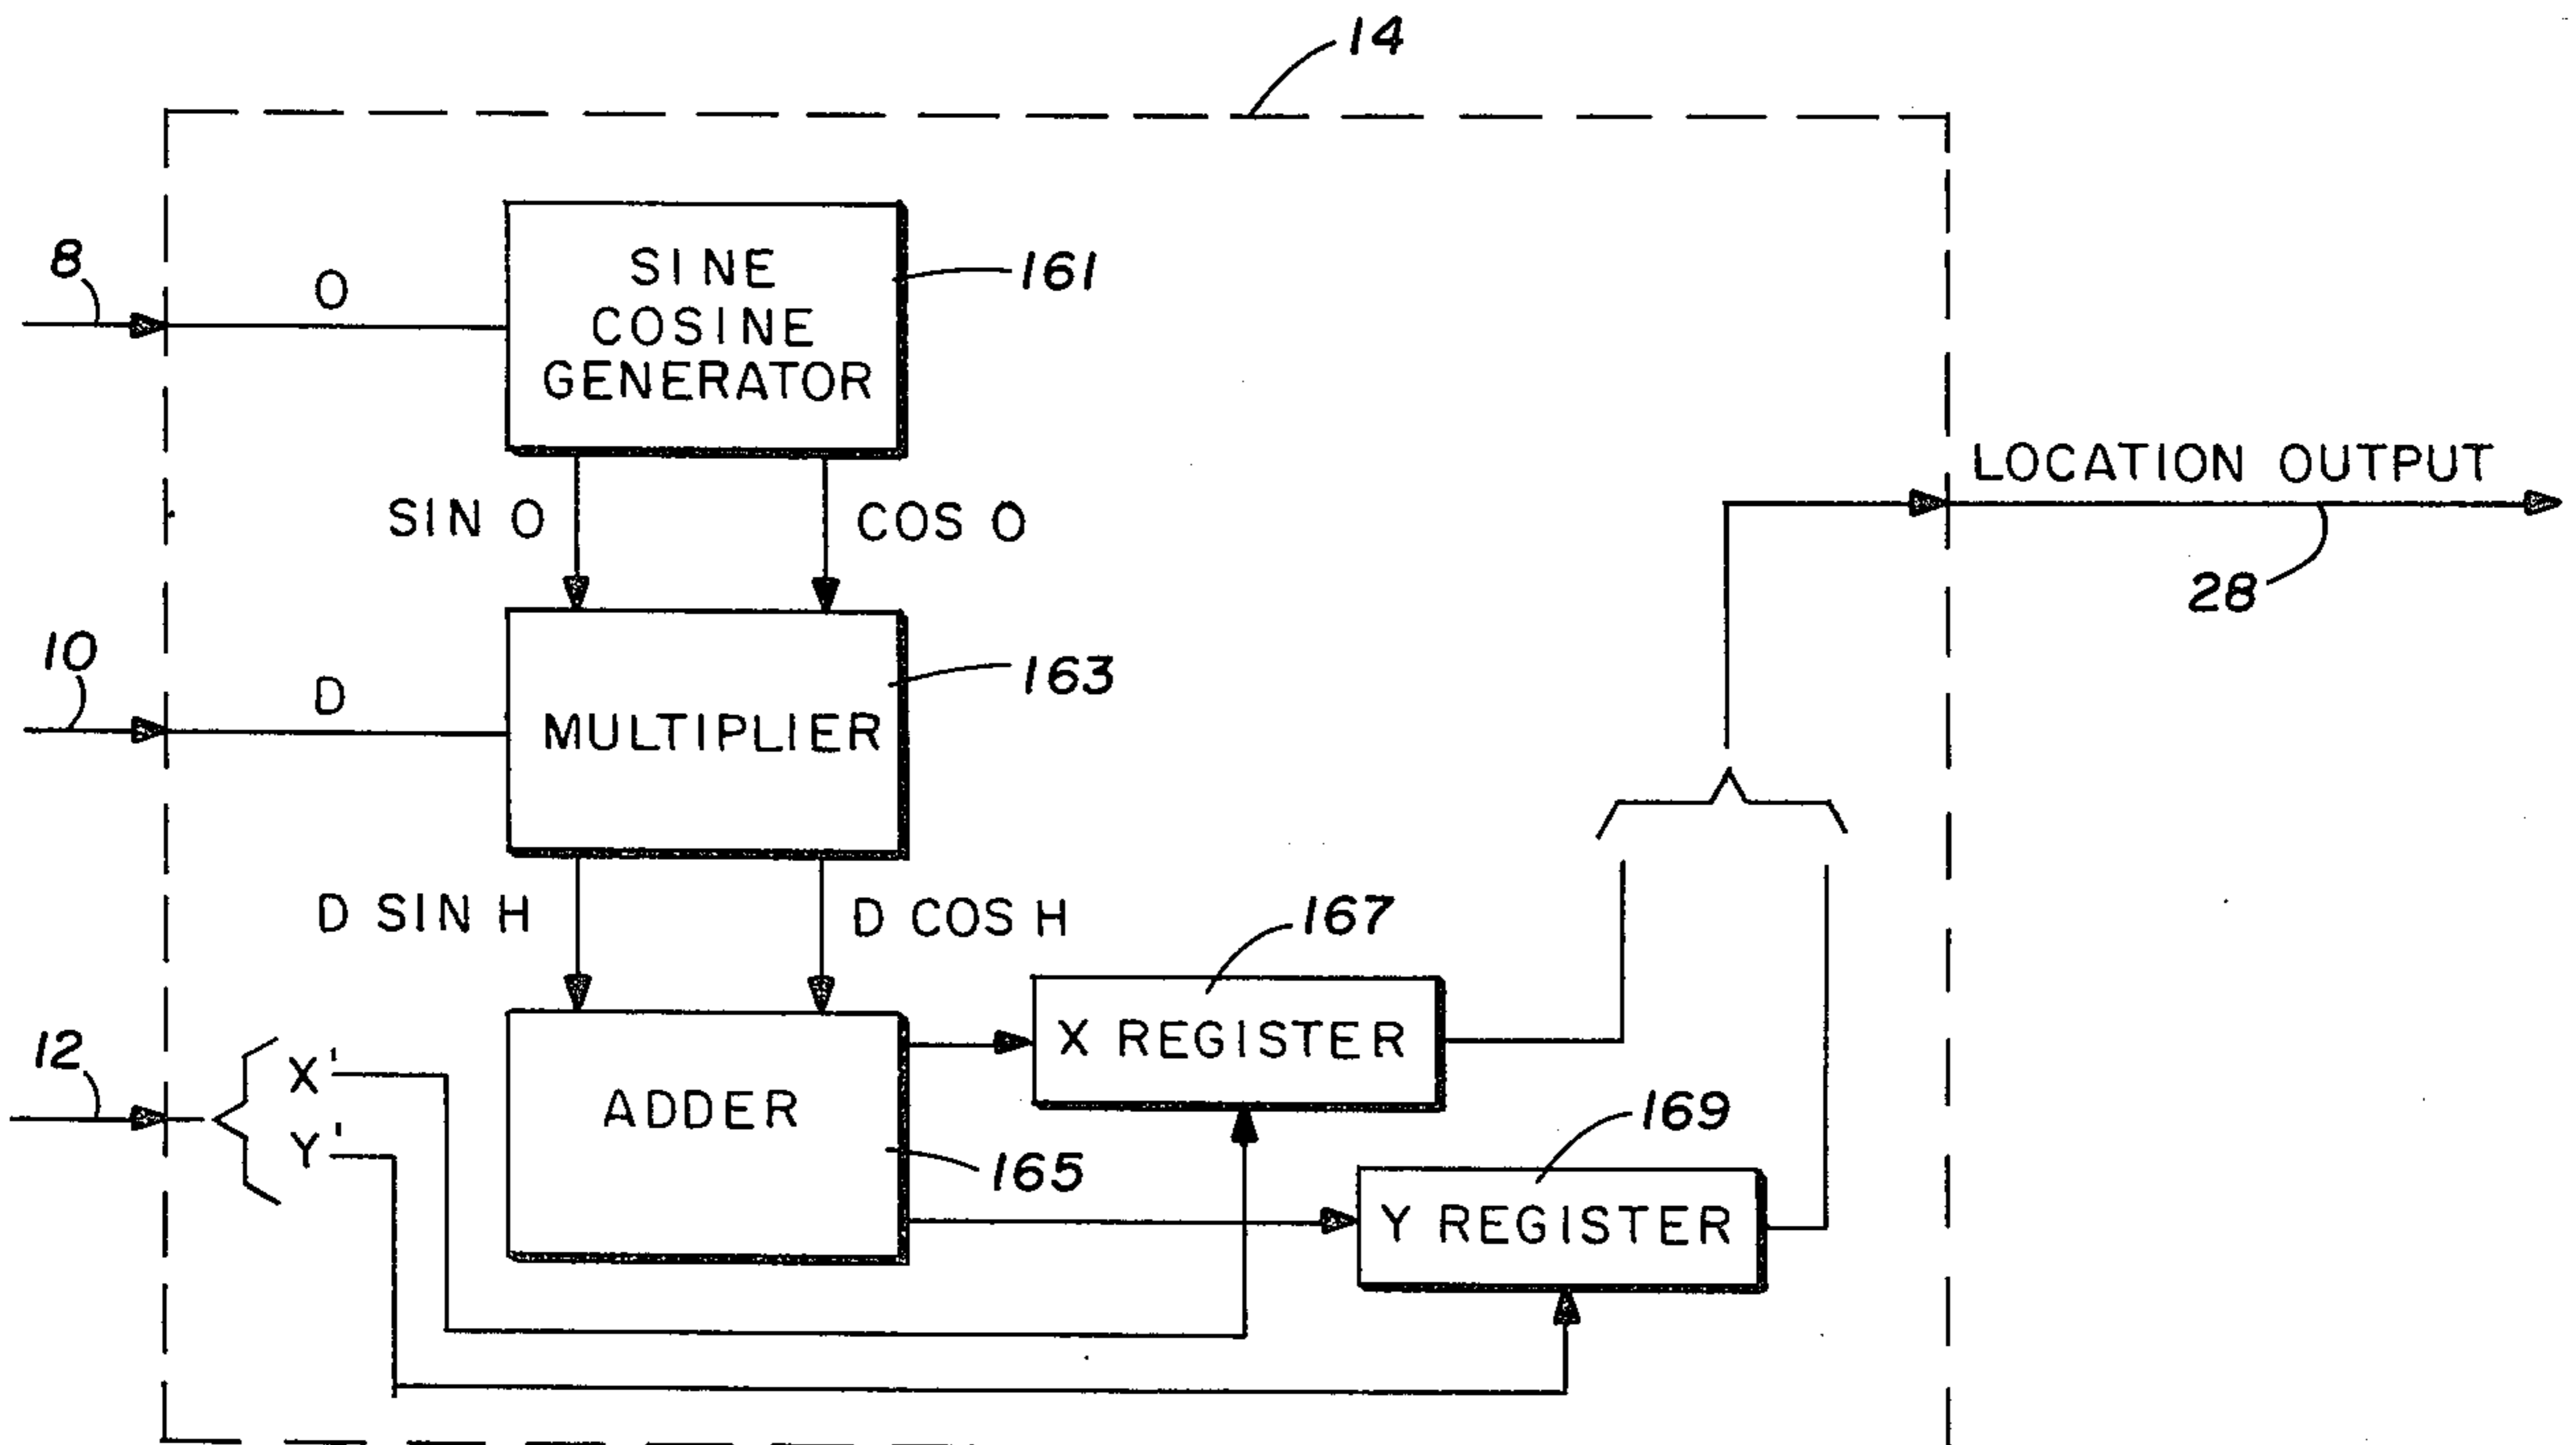 14
8
O
SINE
COSINE
GENERATOR
161
SIN O
COS O
LOCATION OUTPUT
28
10
D
MULTIPLIER
163
D SIN H
D COS H
167
X REGISTER
12
X'
Y'
ADDER
165
169
Y REGISTER